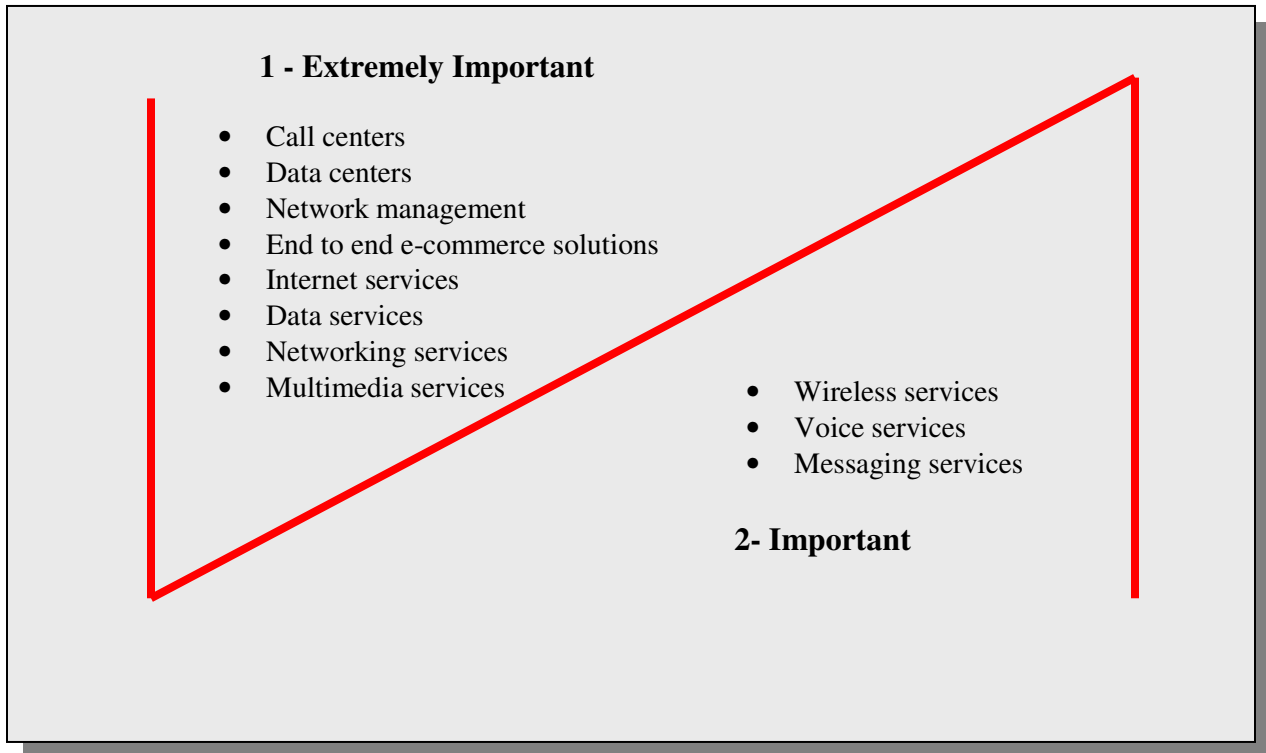 1 - Extremely Important
• Call centers
• Data centers
• Network management
• End to end e-commerce solutions
• Internet services
• Data services
• Networking services
• Multimedia services
• Wireless services
• Voice services
• Messaging services
2- Important